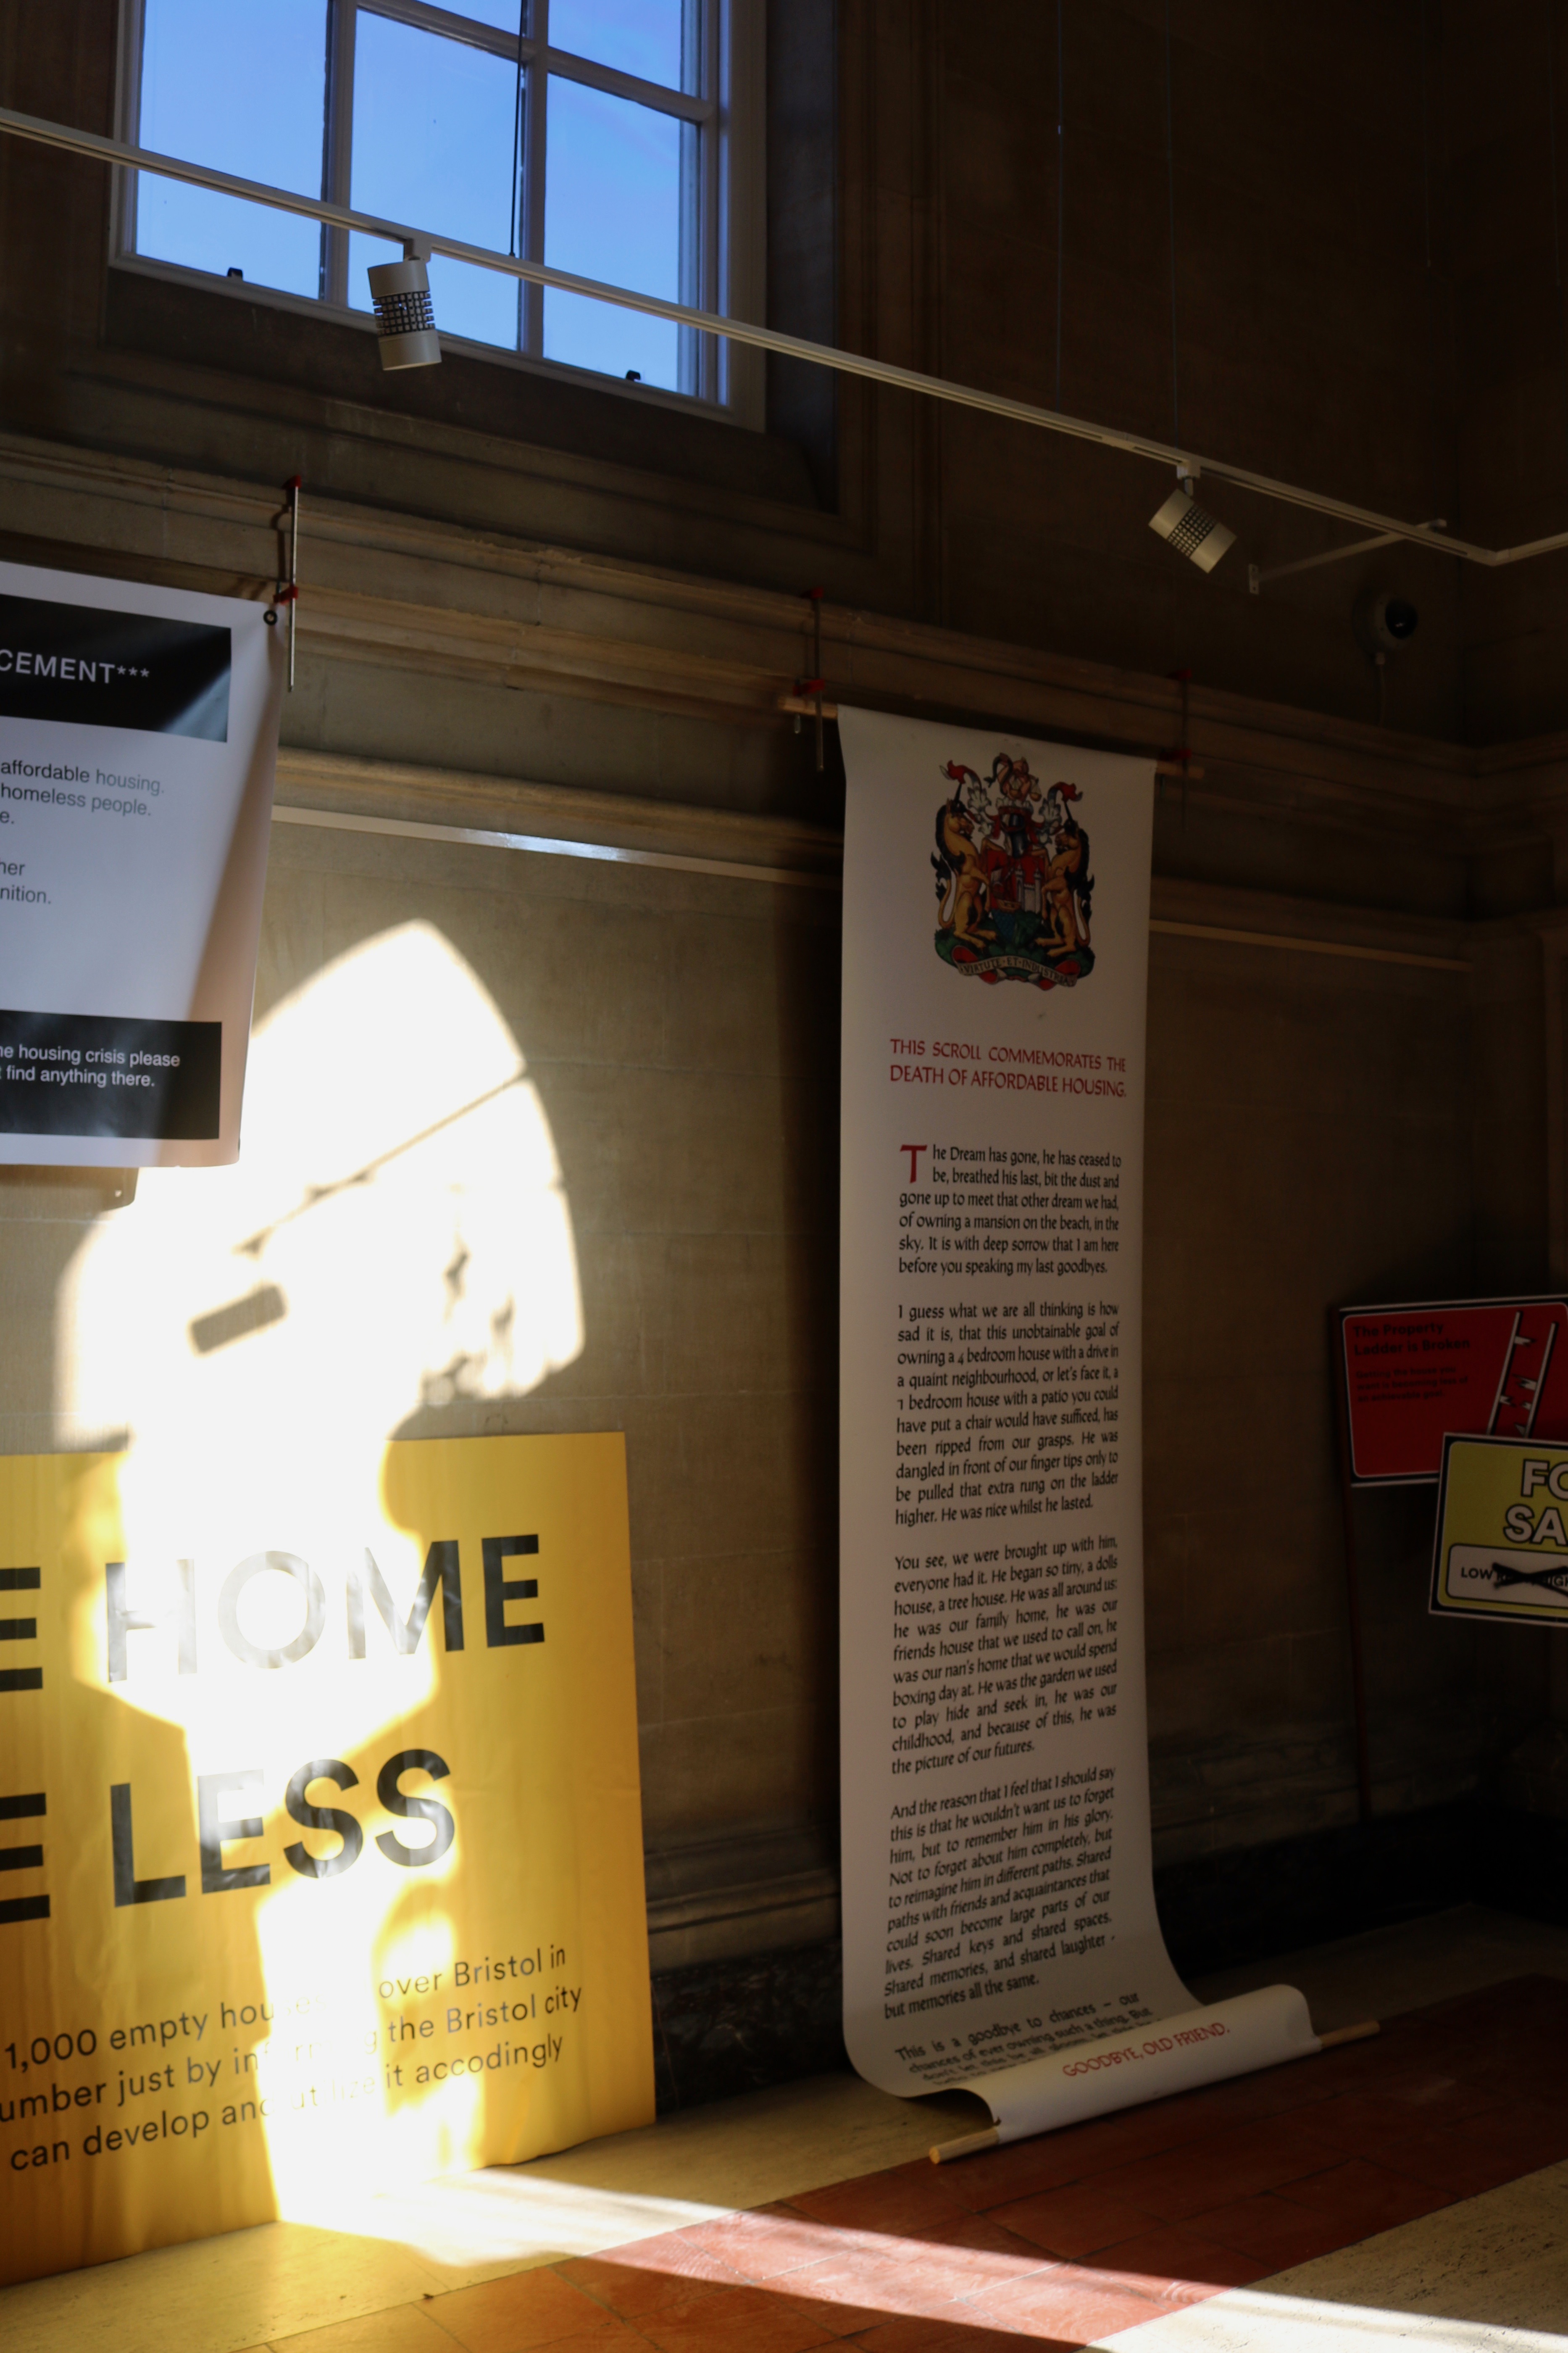 CEMENT***
affordable housing.
homeless people.
e.
her
nition.
he housing crisis please
find anything there.
E HOME
E LESS
over Bristol in
1,000 empty hou
the Bristol city
umber just by in
it accodingly
can develop and utilize
VIRTUTE·ET·INDUSTRIA
THIS SCROLL COMMEMORATES THE
DEATH OF AFFORDABLE HOUSING.
The Dream has gone, he has ceased to
be, breathed his last, bit the dust and
gone up to meet that other dream we had,
of owning a mansion on the beach, in the
sky. It is with deep sorrow that I am here
before you speaking my last goodbyes.
I guess what we are all thinking is how
sad it is, that this unobtainable goal of
owning a 4 bedroom house with a drive in
a quaint neighbourhood, or let's face it, a
1 bedroom house with a patio you could
have put a chair would have sufficed, has
been ripped from our grasps. He was
dangled in front of our finger tips only to
be pulled that extra rung on the ladder
higher. He was nice whilst he lasted.
You see, we were brought up with him,
everyone had it. He began so tiny, a dolls
house, a tree house. He was all around us:
he was our family home, he was our
friends house that we used to call on, he
was our nan's home that we would spend
boxing day at. He was the garden we used
to play hide and seek in, he was our
childhood, and because of this, he was
the picture of our futures.
And the reason that I feel that I should say
this is that he wouldn't want us to forget
him, but to remember him in his glory.
Not to forget about him completely, but
to reimagine him in different paths. Shared
paths with friends and acquaintances that
could soon become large parts of our
lives. Shared keys and shared spaces.
Shared memories, and shared laughter -
but memories all the same.
This is a goodbye to chances – our
chances of ever owning such a thing. But
GOODBYE, OLD FRIEND.
The Property
Ladder is Broken
FO
SA
LOW